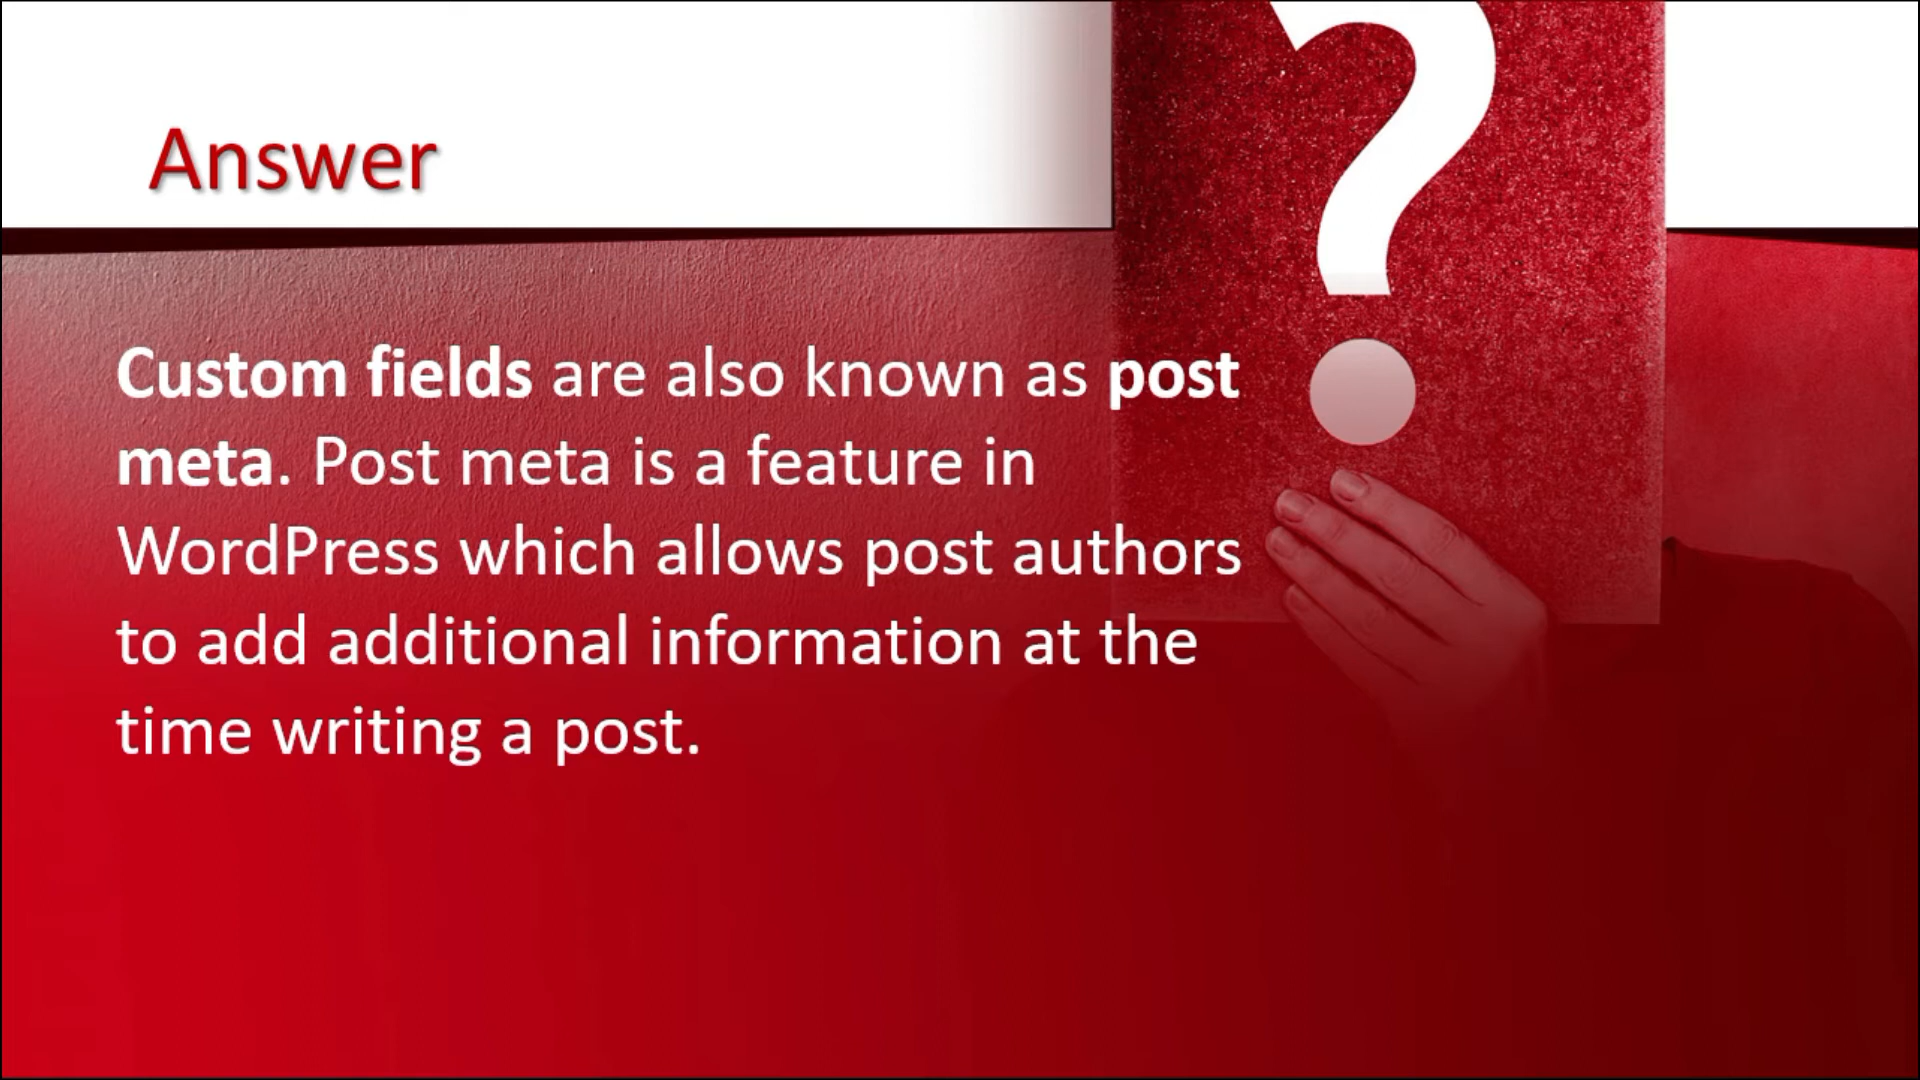 Answer
?
Custom fields are also known as post
meta. Post meta is a feature in
WordPress which allows post authors
to add additional information at the
time writing a post.